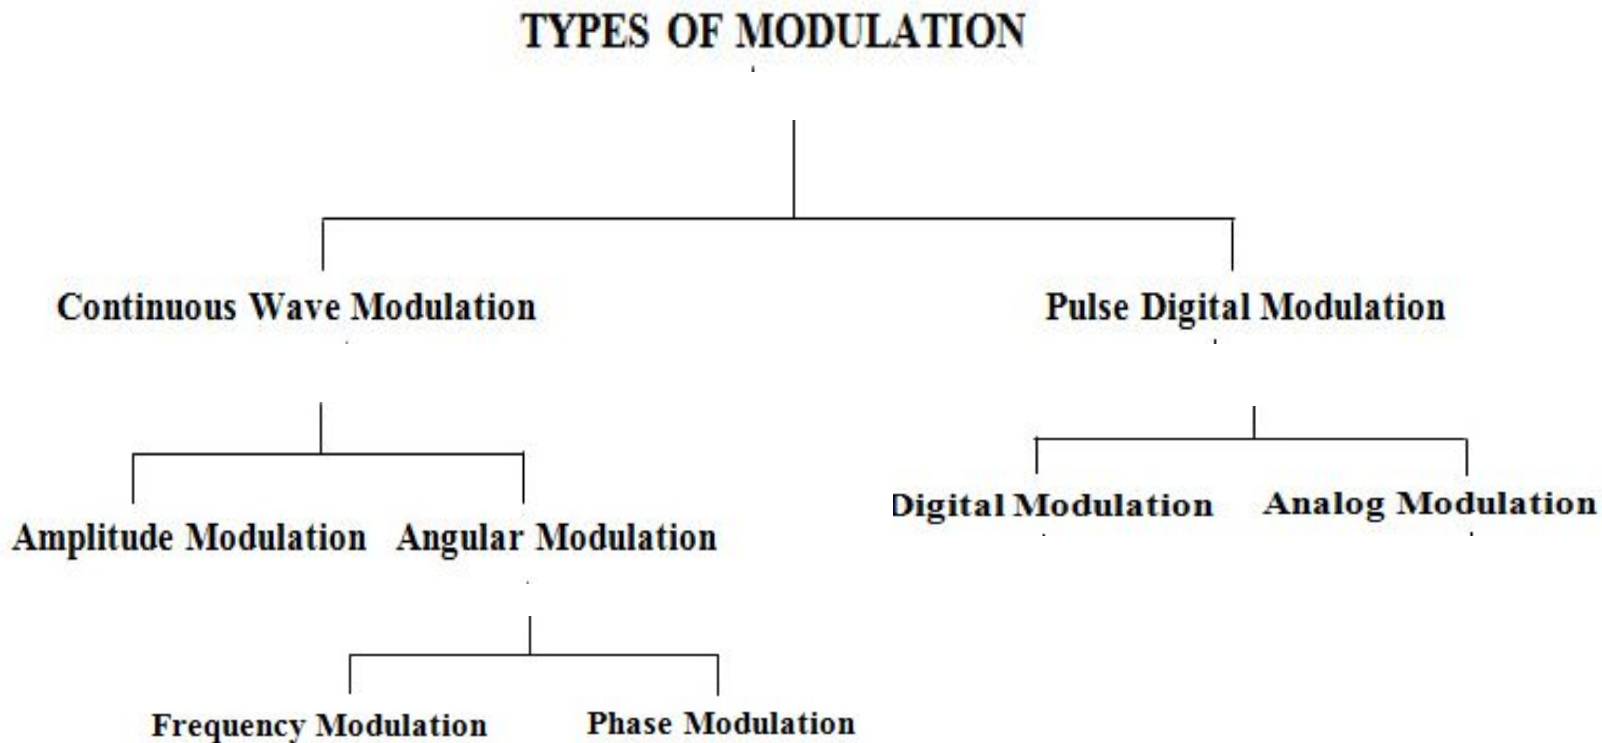 TYPES OF MODULATION
Continuous Wave Modulation
Pulse Digital Modulation
Amplitude Modulation
Angular Modulation
Digital Modulation
Analog Modulation
Frequency Modulation
Phase Modulation